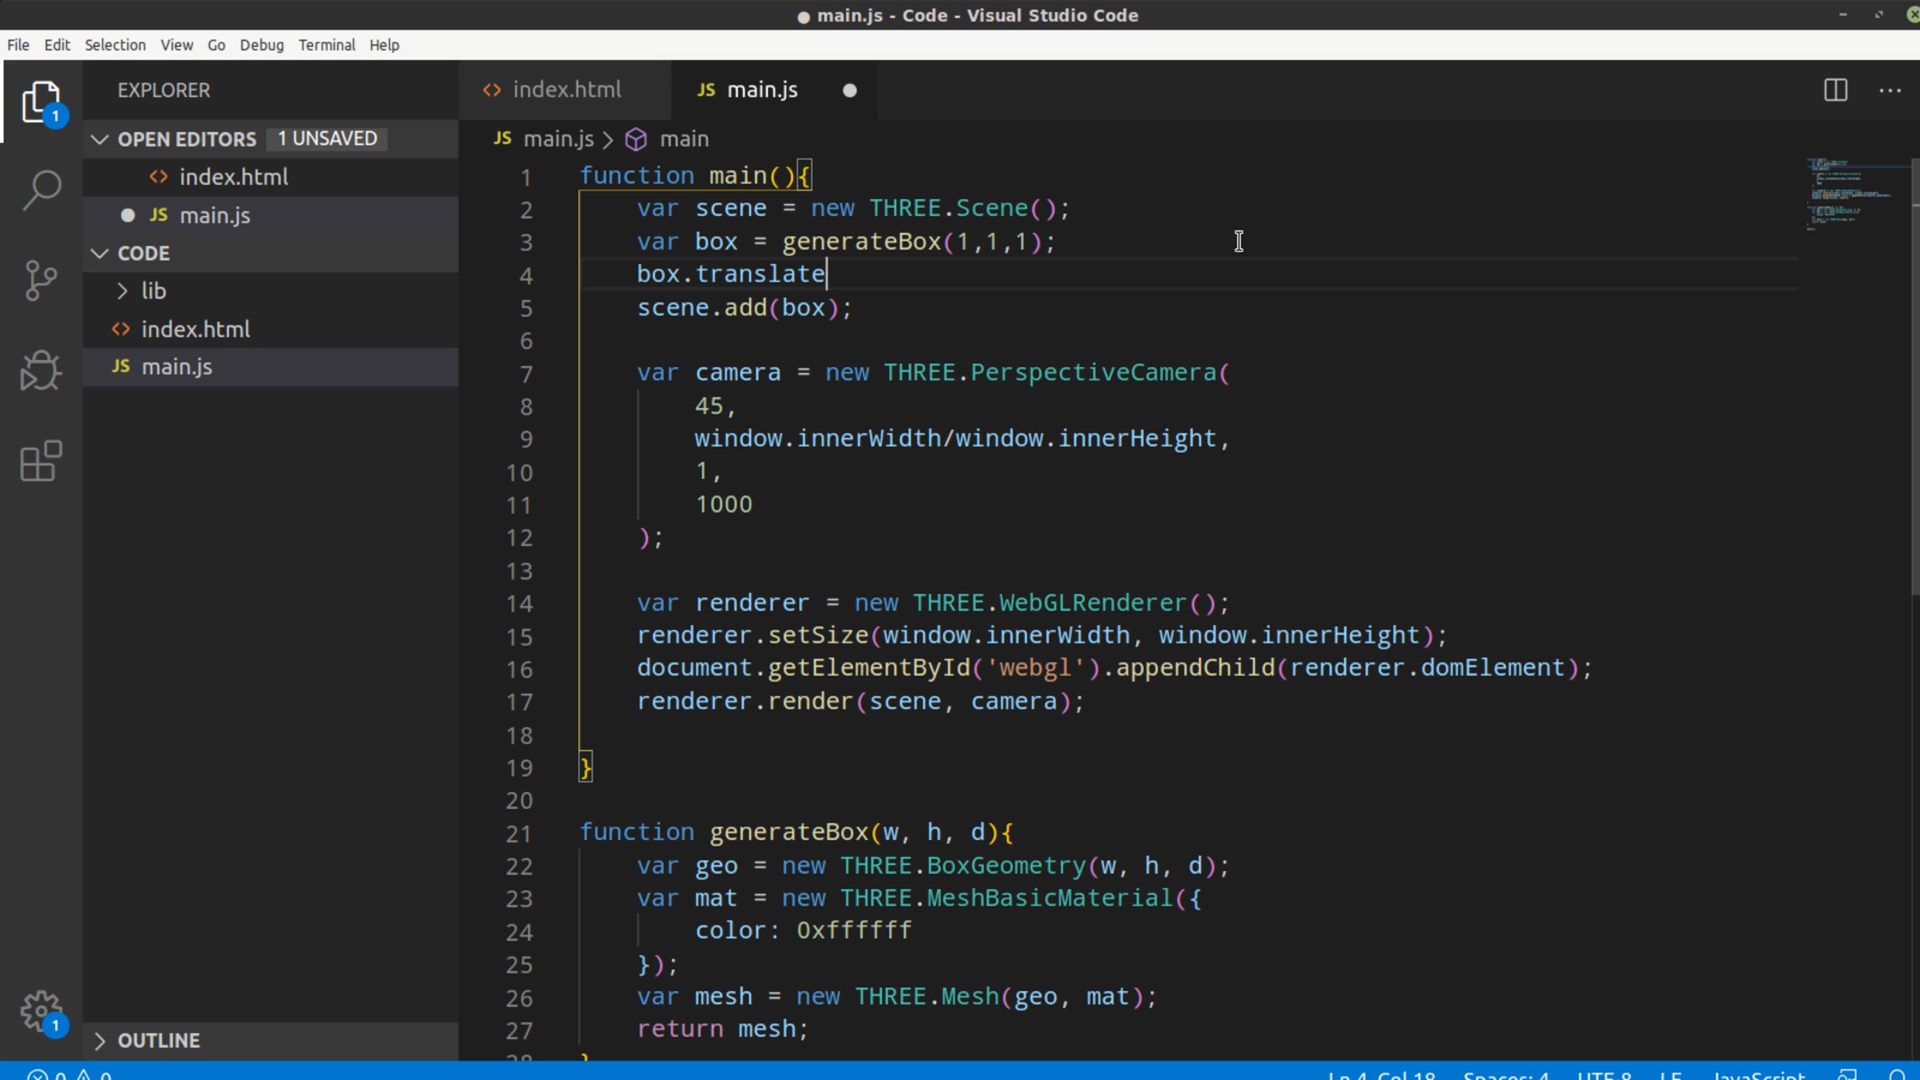 main.js - Code - Visual Studio Code
File Edit Selection View Go Debug Terminal Help
EXPLORER
OPEN EDITORS 1 UNSAVED
index.html
JS main.js
CODE
lib
index.html
JS main.js
OUTLINE
1
1
index.html JS main.js
JS main.js > main
1 function main(){
2 var scene = new THREE.Scene();
3 var box = generateBox(1,1,1);
4 box.translate
5 scene.add(box);
6
7 var camera = new THREE.PerspectiveCamera(
8 45,
9 window.innerWidth/window.innerHeight,
10 1,
11 1000
12 );
13
14 var renderer = new THREE.WebGLRenderer();
15 renderer.setSize(window.innerWidth, window.innerHeight);
16 document.getElementById('webgl').appendChild(renderer.domElement);
17 renderer.render(scene, camera);
18
19 }
20
21 function generateBox(w, h, d){
22 var geo = new THREE.BoxGeometry(w, h, d);
23 var mat = new THREE.MeshBasicMaterial({
24 color: 0xffffff
25 });
26 var mesh = new THREE.Mesh(geo, mat);
27 return mesh;
28 }
0 0 Ln 4, Col 18 Spaces: 4 UTF-8 LF JavaScript